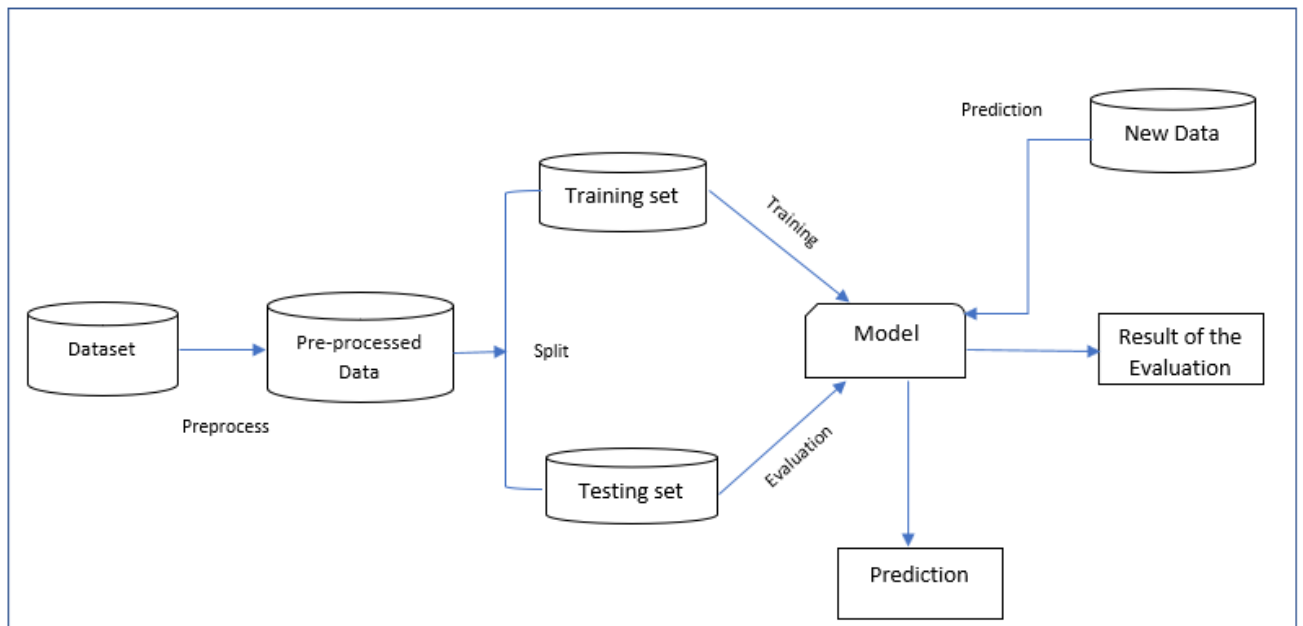 Prediction
New Data
Training set
Training
Dataset
Pre-processed
Data
Preprocess
Split
Model
Result of the
Evaluation
Testing set
Evaluation
Prediction